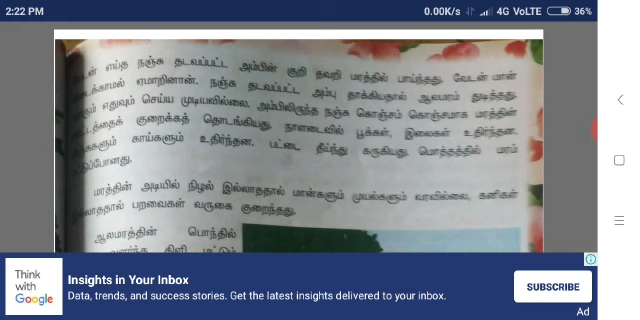 2:22 PM 0.00K/s 4G VoLTE 36%
எய்த நஞ்சு தடவப்பட்ட அம்பின் குறி தவறி மரத்தில் பாய்ந்தது. வேடன் மான்
ஏமாறினான். நஞ்சு தடவப்பட்ட அம்பு தாக்கியதால் ஆலமரம் துடித்தது.
எதுவும் செய்ய முடியவில்லை. அம்பிலிருந்த நஞ்சு கொஞ்சம் கொஞ்சமாக மரத்தின்
குறைக்கத் தொடங்கியது. நாளடைவில் பூக்கள், இலைகள் உதிர்ந்தன.
காய்களும் உதிர்ந்தன. பட்டை தீய்ந்து கருகியது. மொத்தத்தில் மரம்
மரத்தின் அடியில் நிழல் இல்லாததால் மான்களும் முயல்களும் வரவில்லை, கனிகள்
பறவைகள் வருகை குறைந்தது.
ஆலமரத்தின் பொந்தில்
கிளி மட்டும்
Think
with
Google
Insights in Your Inbox
Data, trends, and success stories. Get the latest insights delivered to your inbox.
SUBSCRIBE
Ad